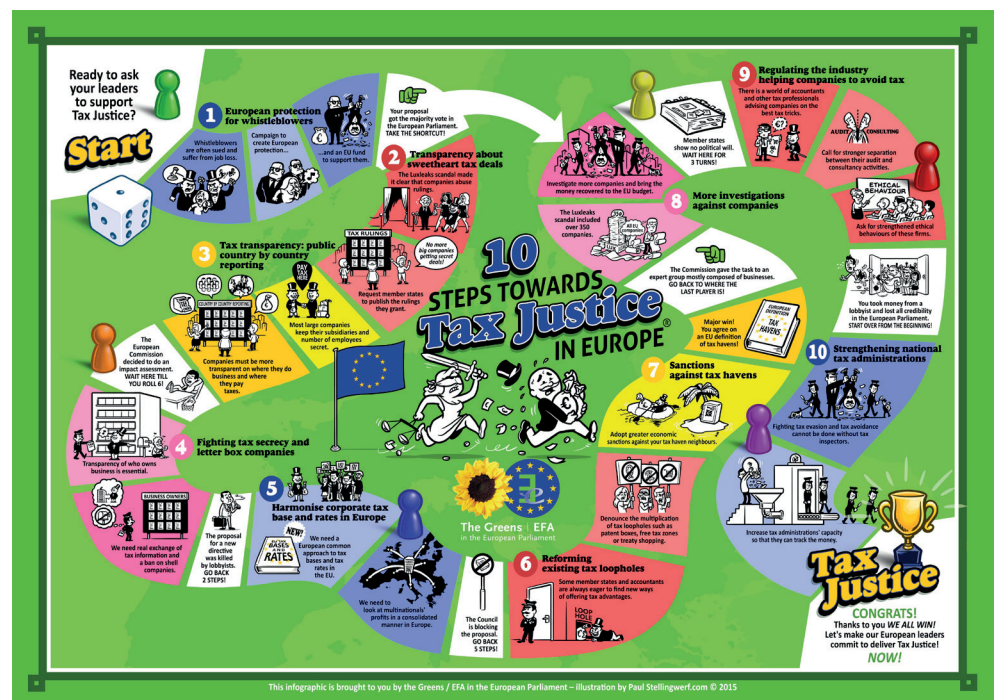 Ready to ask
your leaders
to support
Tax Justice?
Start
1 European protection
for whistleblowers
Whistleblowers
are often sued and
suffer from job loss.
Campaign to
create European
protection...
...and an EU fund
to support them.
Your proposal
got the majority vote in
the European Parliament.
TAKE THE SHORTCUT!
2 Transparency about
sweetheart tax deals
The Luxleaks scandal made
it clear that companies abuse
rulings.
TAX RULINGS
No more
big companies
getting secret
deals!
Request member states
to publish the rulings
they grant.
3 Tax transparency: public
country by country
reporting
PAY
TAX
HERE
Most large companies
keep their subsidiaries and
number of employees
secret.
COUNTRY BY COUNTRY REPORTING
Companies must be more
transparent on where they do
business and where
they pay
taxes.
The
European
Commission
decided to do an
impact assessment.
WAIT HERE TILL
YOU ROLL 6!
4 Fighting tax secrecy and
letter box companies
Transparency of who owns
business is essential.
BUSINESS OWNERS
We need real exchange of
tax information and
a ban on shell
companies.
The proposal
for a new
directive
was killed
by lobbyists.
GO BACK
2 STEPS!
5 Harmonise corporate tax
base and rates in Europe
NEW!
BASES
AND
RATES
We need a
European common
approach to tax
bases and tax
rates in
the EU.
We need to
look at multinationals'
profits in a consolidated
manner in Europe.
The Council
is blocking
the proposal.
GO BACK
5 STEPS!
6 Reforming
existing tax loopholes
Some member states and accountants
are always eager to find new ways
of offering tax advantages.
LOOP
HOLE
Denounce the multiplication
of tax loopholes such as
patent boxes, free tax zones
or treaty shopping.
7 Sanctions
against tax havens
Adopt greater economic
sanctions against your tax haven neighbours.
Major win!
You agree on
an EU definition
of tax havens!
EUROPEAN
DEFINITION
TAX
HAVENS
The Commission gave the task to an
expert group mostly composed of businesses.
GO BACK TO WHERE THE
LAST PLAYER IS!
8 More investigations
against companies
The Luxleaks
scandal included
over 350
companies.
350
All EU
companies
Investigate more companies and bring the
money recovered to the EU budget.
Member states
show no political will.
WAIT HERE FOR
3 TURNS!
9 Regulating the industry
helping companies to avoid tax
There is a world of accountants
and other tax professionals
advising companies on the
best tax tricks.
€?
AUDIT CONSULTING
Call for stronger separation
between their audit and
consultancy activities.
ETHICAL
BEHAVIOUR
Ask for strengthened ethical
behaviours of these firms.
You took money from a
lobbyist and lost all credibility
in the European Parliament.
START OVER FROM THE BEGINNING!
10 Strengthening national
tax administrations
Fighting tax evasion and tax avoidance
cannot be done without tax
inspectors.
Increase tax administrations' capacity
so that they can track the money.
10
STEPS TOWARDS
Tax Justice®
IN EUROPE
The Greens | EFA
in the European Parliament
Tax
Justice
CONGRATS!
Thanks to you WE ALL WIN!
Let's make our European leaders
commit to deliver Tax Justice!
NOW!
This infographic is brought to you by the Greens / EFA in the European Parliament – illustration by Paul Stellingwerf.com © 2015